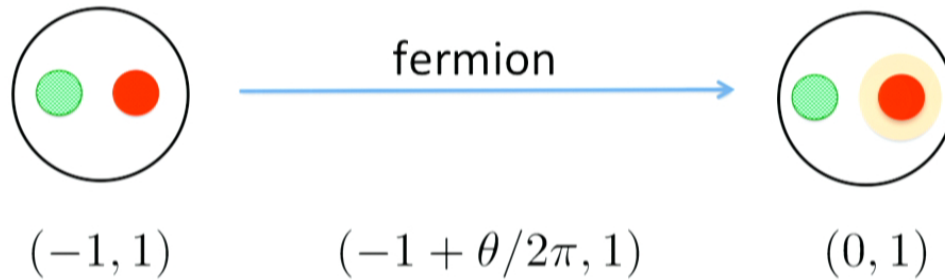 fermion
(−1, 1) (−1 + θ/2π, 1) (0, 1)